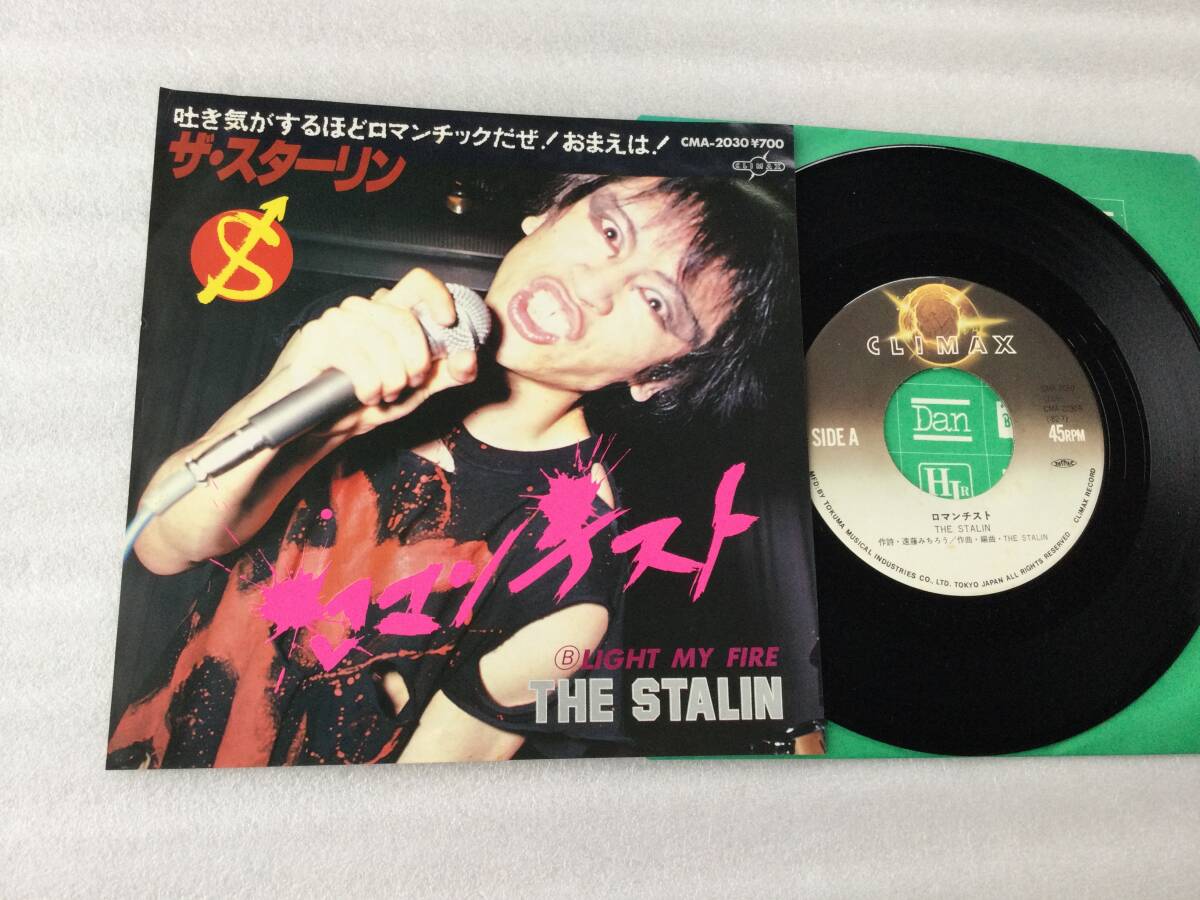 吐き気がするほどロマンチックだぜ!おまえは!
CMA-2030 ¥700
CLIMAX
ザ・スターリン
ロマンチスト
Ⓑ LIGHT MY FIRE
THE STALIN
CLIMAX
Dan
SIDE A
45RPM
HJR
ロマンチスト
THE STALIN
作詩・遠藤みちろう/作曲・編曲・THE STALIN
MFD. BY TOKUMA MUSICAL INDUSTRIES CO., LTD. TOKYO JAPAN ALL RIGHTS RESERVED CLIMAX RECORD